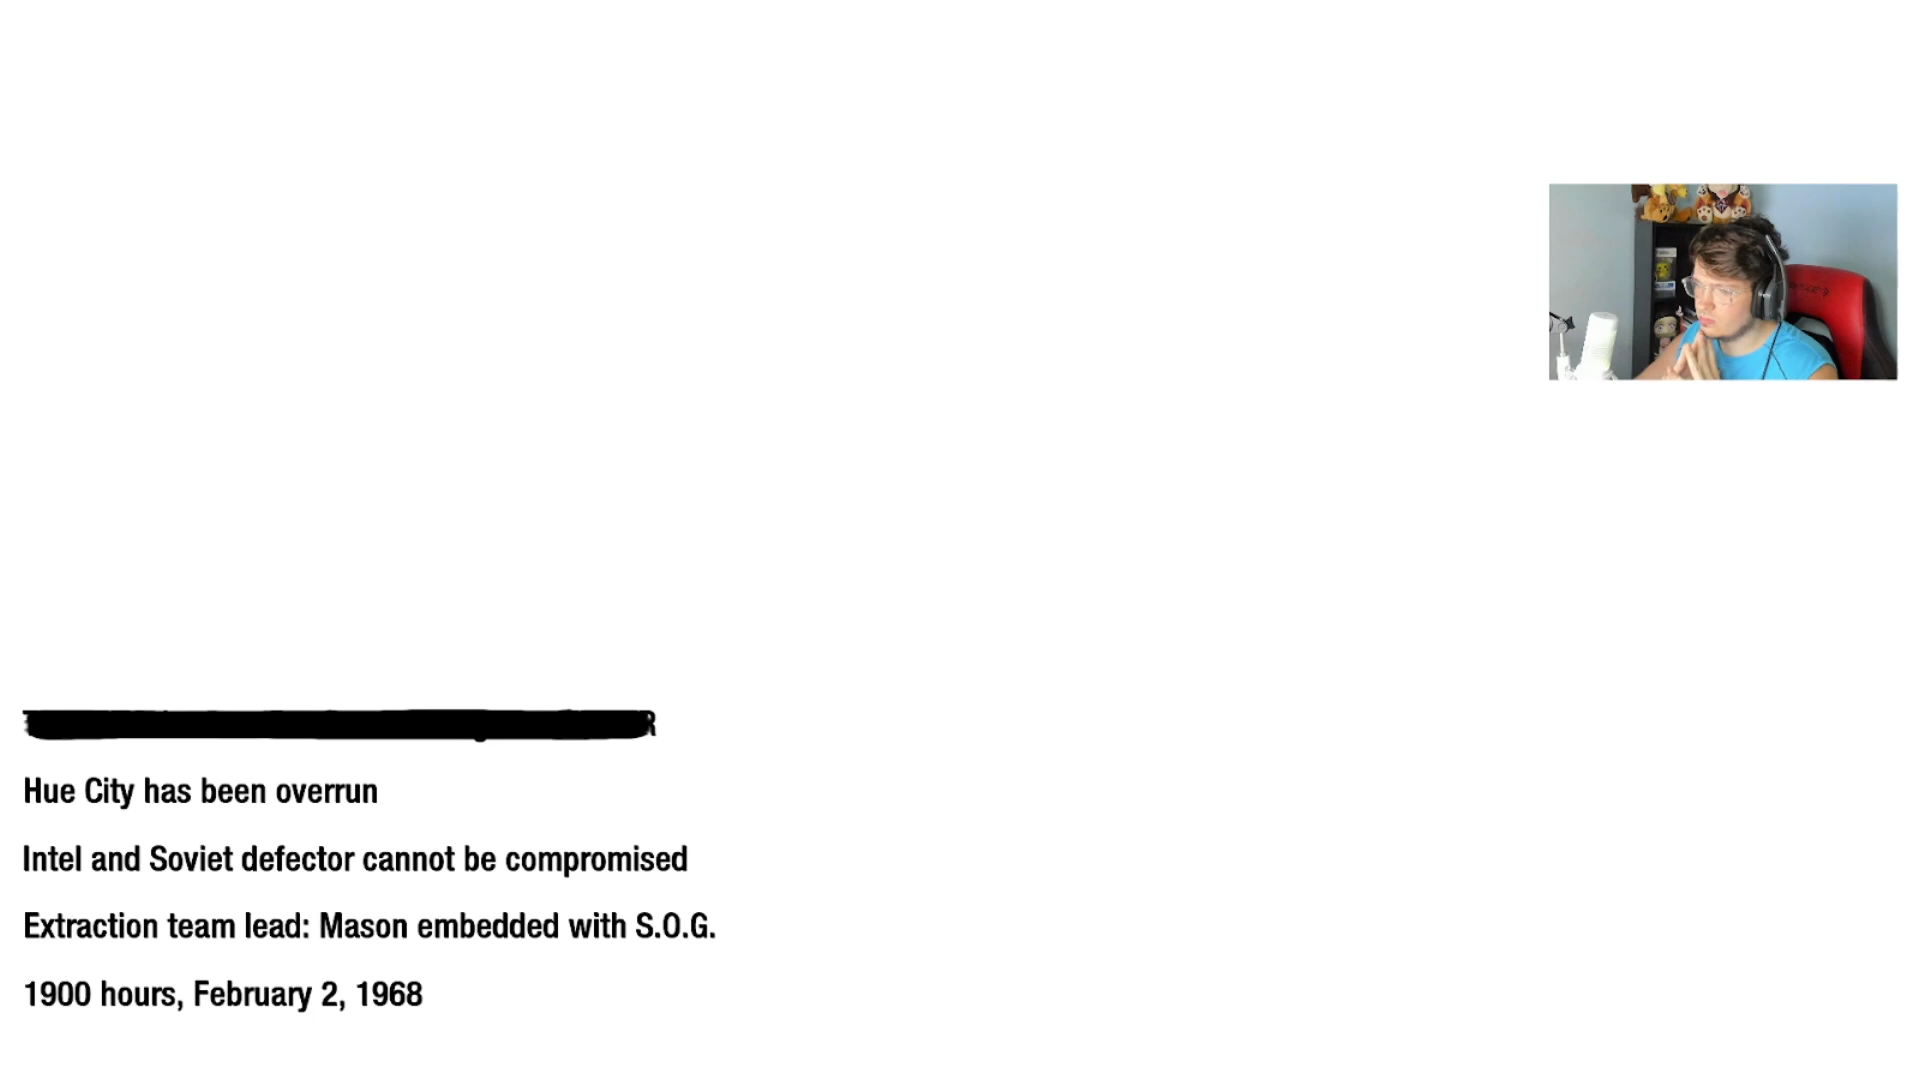 Hue City has been overrun
Intel and Soviet defector cannot be compromised
Extraction team lead: Mason embedded with S.O.G.
1900 hours, February 2, 1968